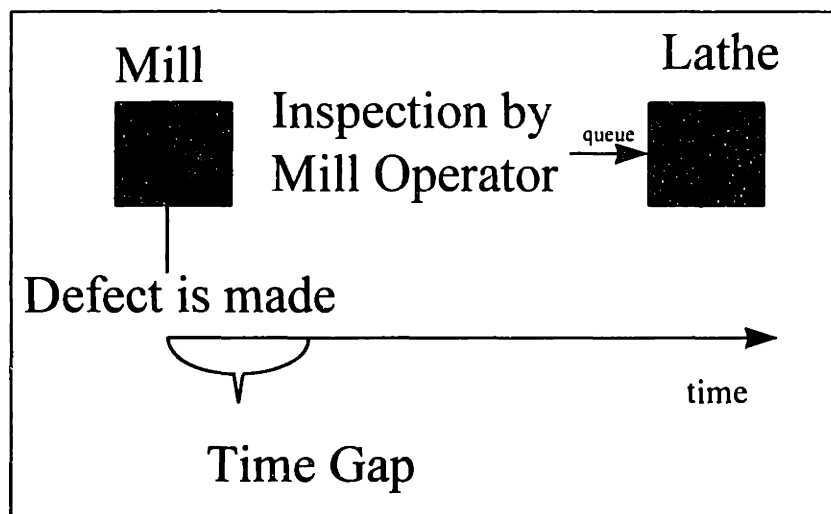 Mill
Lathe
Inspection by
Mill Operator
queue
Defect is made
time
Time Gap